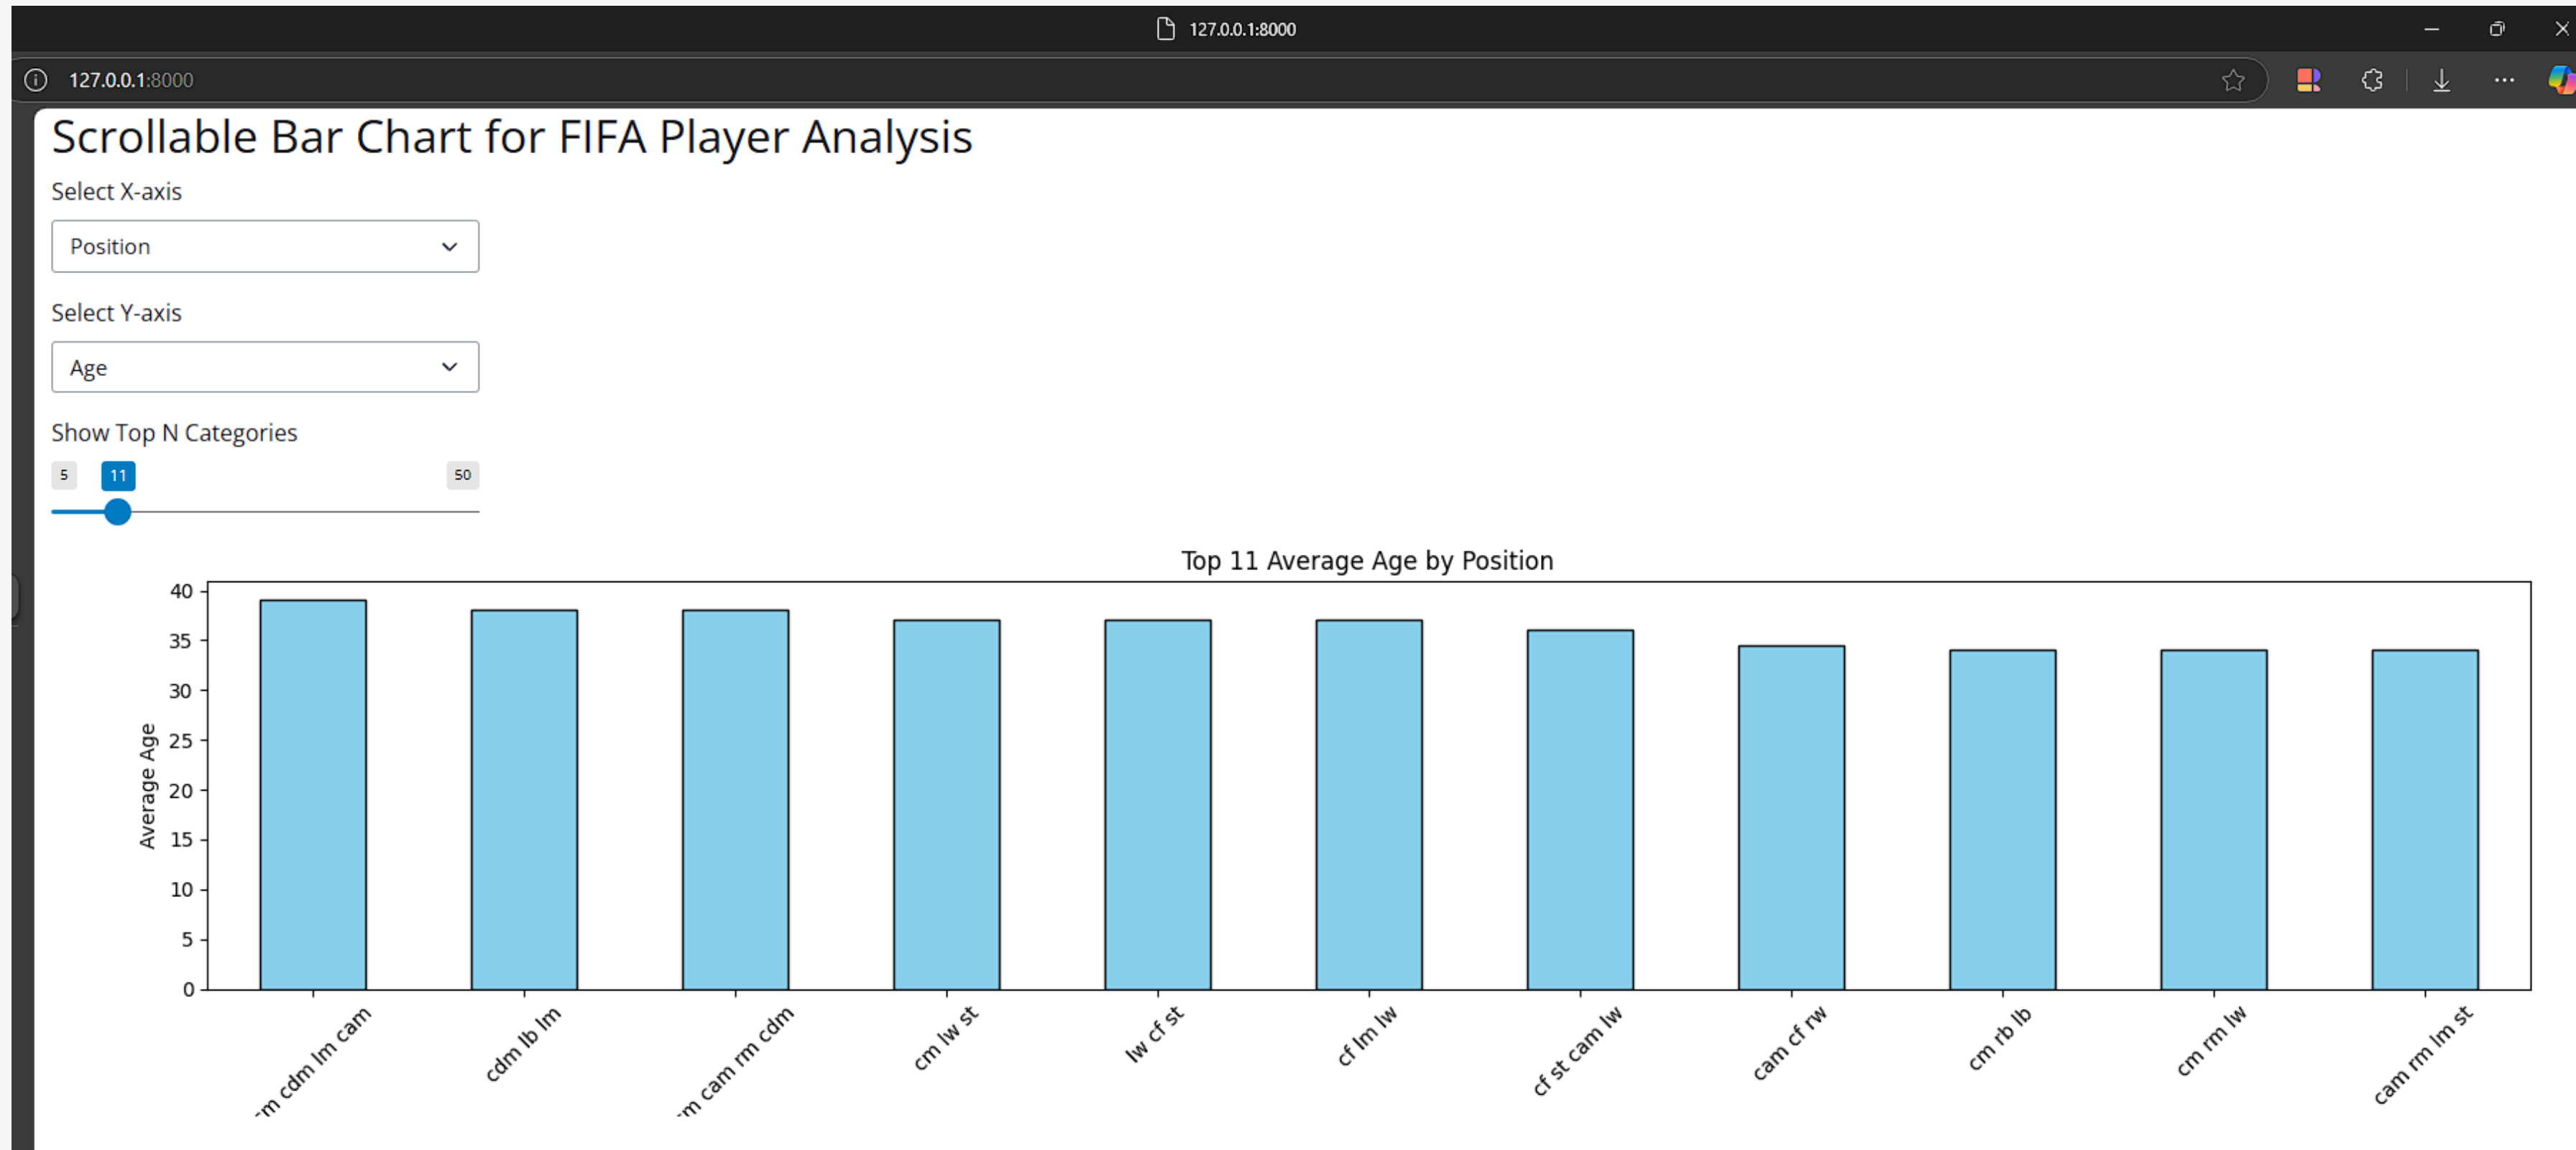 127.0.0.1:8000
127.0.0.1:8000
Scrollable Bar Chart for FIFA Player Analysis
Select X-axis
Position
Select Y-axis
Age
Show Top N Categories
5 11 50
Top 11 Average Age by Position
40
35
30
25
20
15
10
5
0
Average Age
cdm lm cam
cdm lb lm
cam rm cdm
cm lw st
lw cf st
cf lm lw
cf st cam lw
cam cf rw
cm rb lb
cm rm lw
cam rm lm st